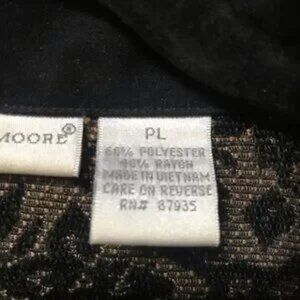 MOORE®
PL
60% POLYESTER
40% RAYON
MADE IN VIETNAM
CARE ON REVERSE
RN# 87935